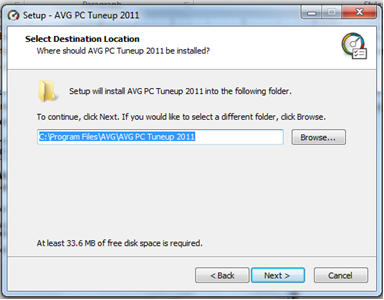 Setup - AVG PC Tuneup 2011
Select Destination Location
Where should AVG PC Tuneup 2011 be installed?
Setup will install AVG PC Tuneup 2011 into the following folder.
To continue, click Next. If you would like to select a different folder, click Browse.
C:\Program Files\AVG\AVG PC Tuneup 2011
Browse...
At least 33.6 MB of free disk space is required.
< Back
Next >
Cancel